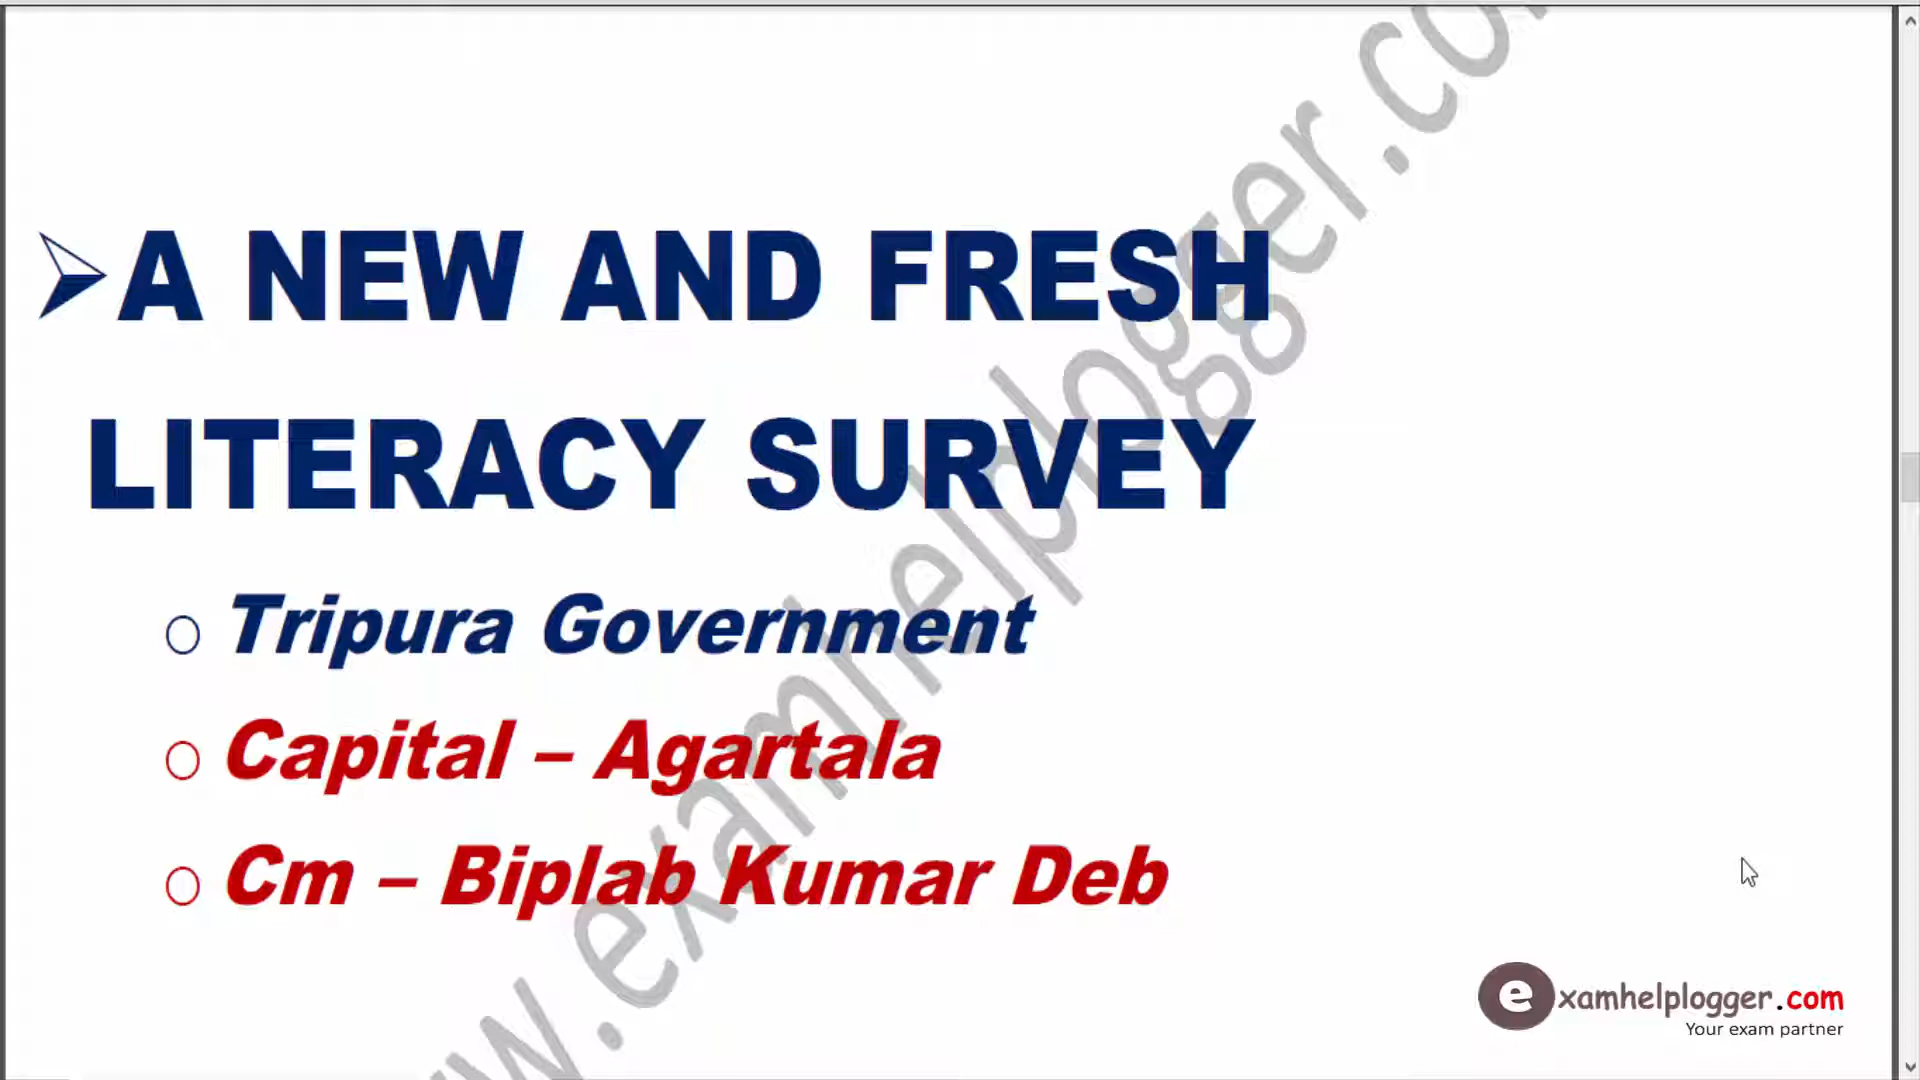 A NEW AND FRESH
LITERACY SURVEY
Tripura Government
Capital – Agartala
Cm – Biplab Kumar Deb
www.examhelplogger.com
examhelplogger.com
Your exam partner